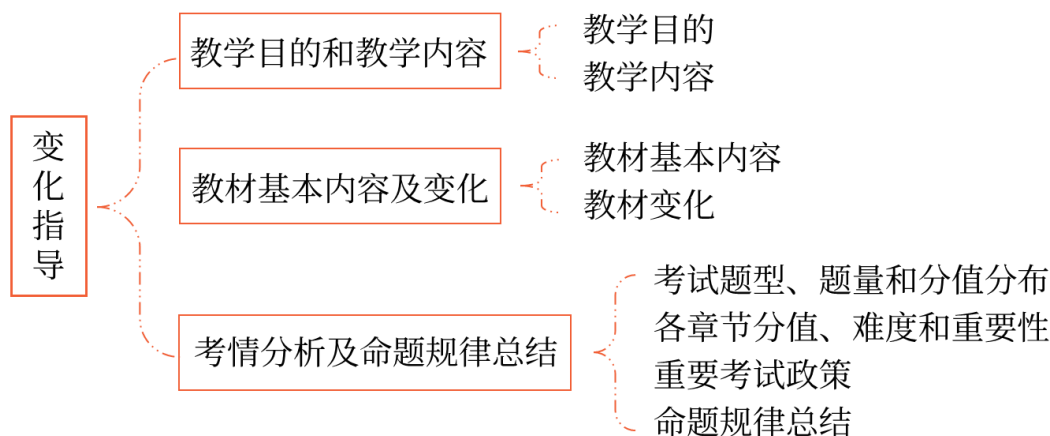 变化指导
教学目的和教学内容
教学目的
教学内容
教材基本内容及变化
教材基本内容
教材变化
考情分析及命题规律总结
考试题型、题量和分值分布
各章节分值、难度和重要性
重要考试政策
命题规律总结